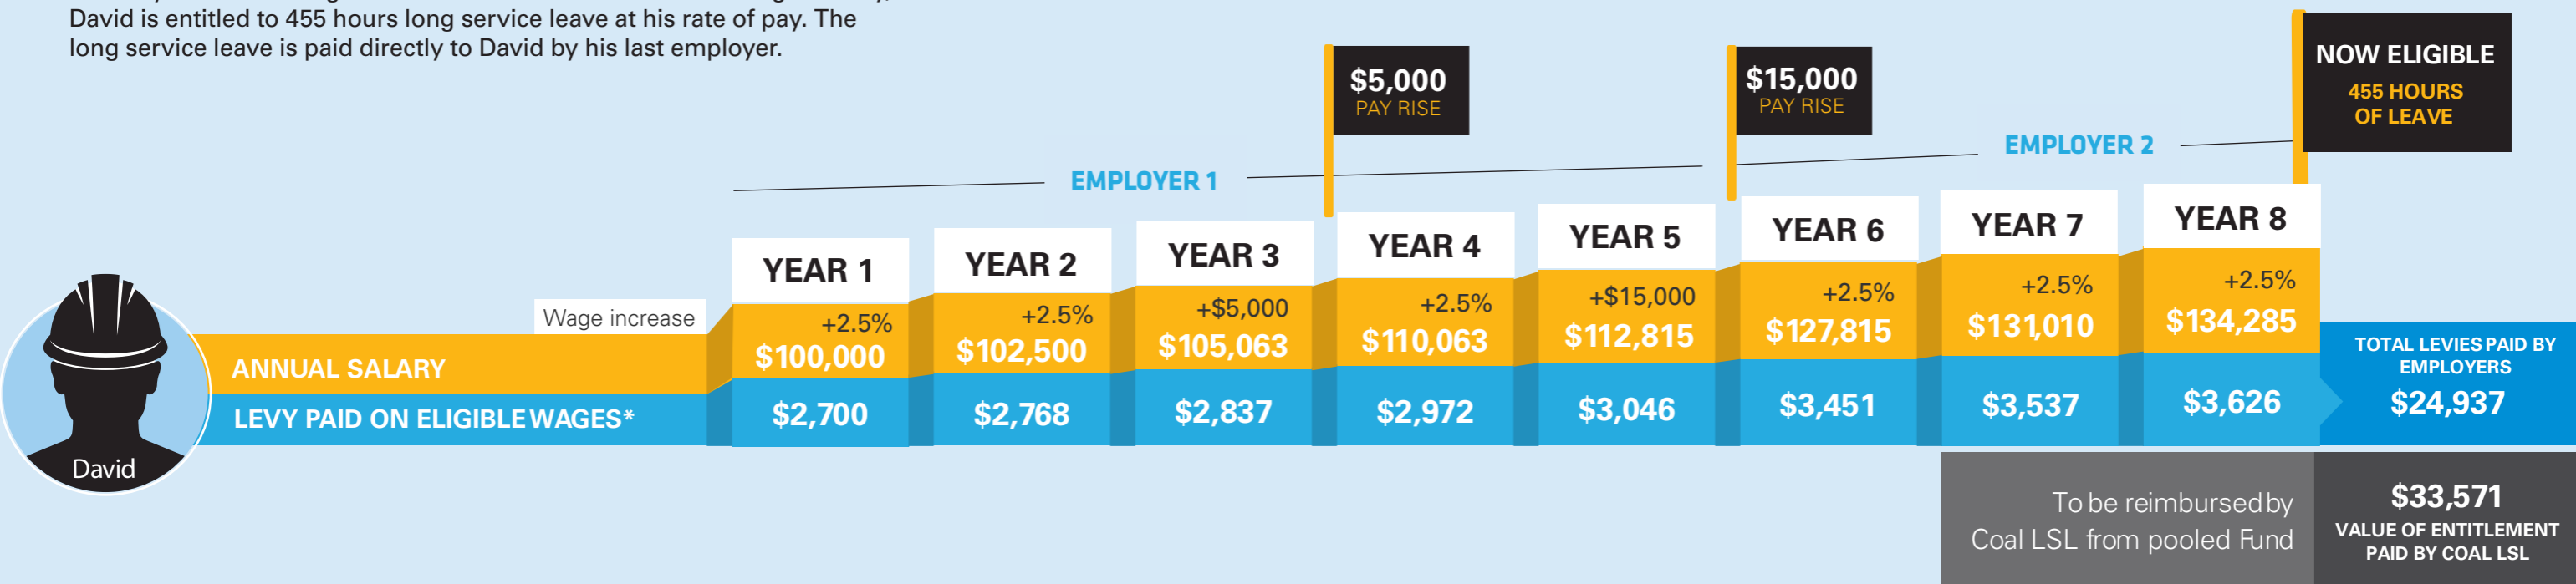 David is entitled to 455 hours long service leave at his rate of pay. The
long service leave is paid directly to David by his last employer.
$5,000
PAY RISE
$15,000
PAY RISE
NOW ELIGIBLE
455 HOURS
OF LEAVE
EMPLOYER 1
EMPLOYER 2
YEAR 1
YEAR 2
YEAR 3
YEAR 4
YEAR 5
YEAR 6
YEAR 7
YEAR 8
Wage increase
+2.5%
+2.5%
+$5,000
+2.5%
+$15,000
+2.5%
+2.5%
+2.5%
ANNUAL SALARY
$100,000
$102,500
$105,063
$110,063
$112,815
$127,815
$131,010
$134,285
LEVY PAID ON ELIGIBLE WAGES*
$2,700
$2,768
$2,837
$2,972
$3,046
$3,451
$3,537
$3,626
TOTAL LEVIES PAID BY
EMPLOYERS
$24,937
David
To be reimbursed by
Coal LSL from pooled Fund
$33,571
VALUE OF ENTITLEMENT
PAID BY COAL LSL